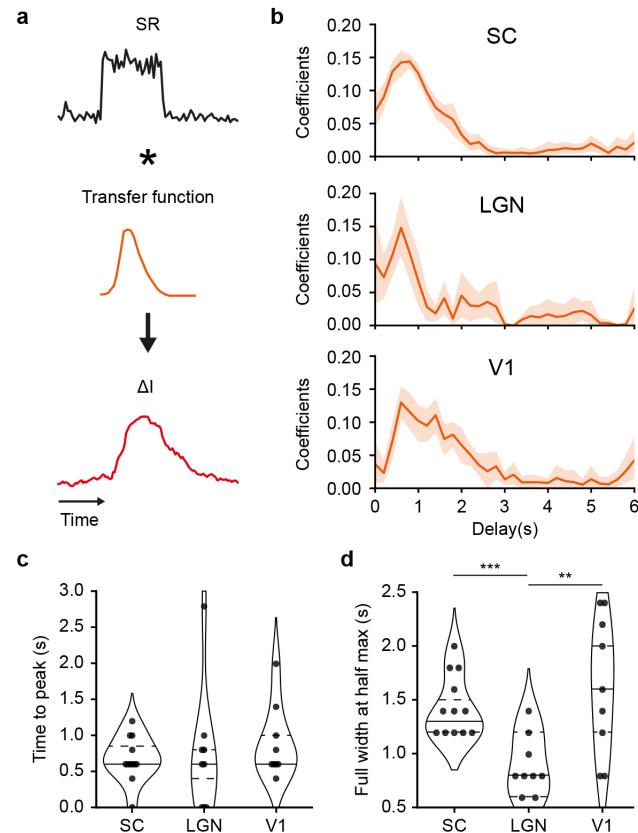 a
SR
*
Transfer function
ΔI
Time
b
SC
Coefficients
0.20
0.15
0.10
0.05
0.00
LGN
Coefficients
0.20
0.15
0.10
0.05
0.00
V1
Coefficients
0.20
0.15
0.10
0.05
0.00
0 1 2 3 4 5 6
Delay(s)
c
Time to peak (s)
3.0
2.5
2.0
1.5
1.0
0.5
0.0
SC LGN V1
d
*** **
Full width at half max (s)
2.5
2.0
1.5
1.0
0.5
SC LGN V1